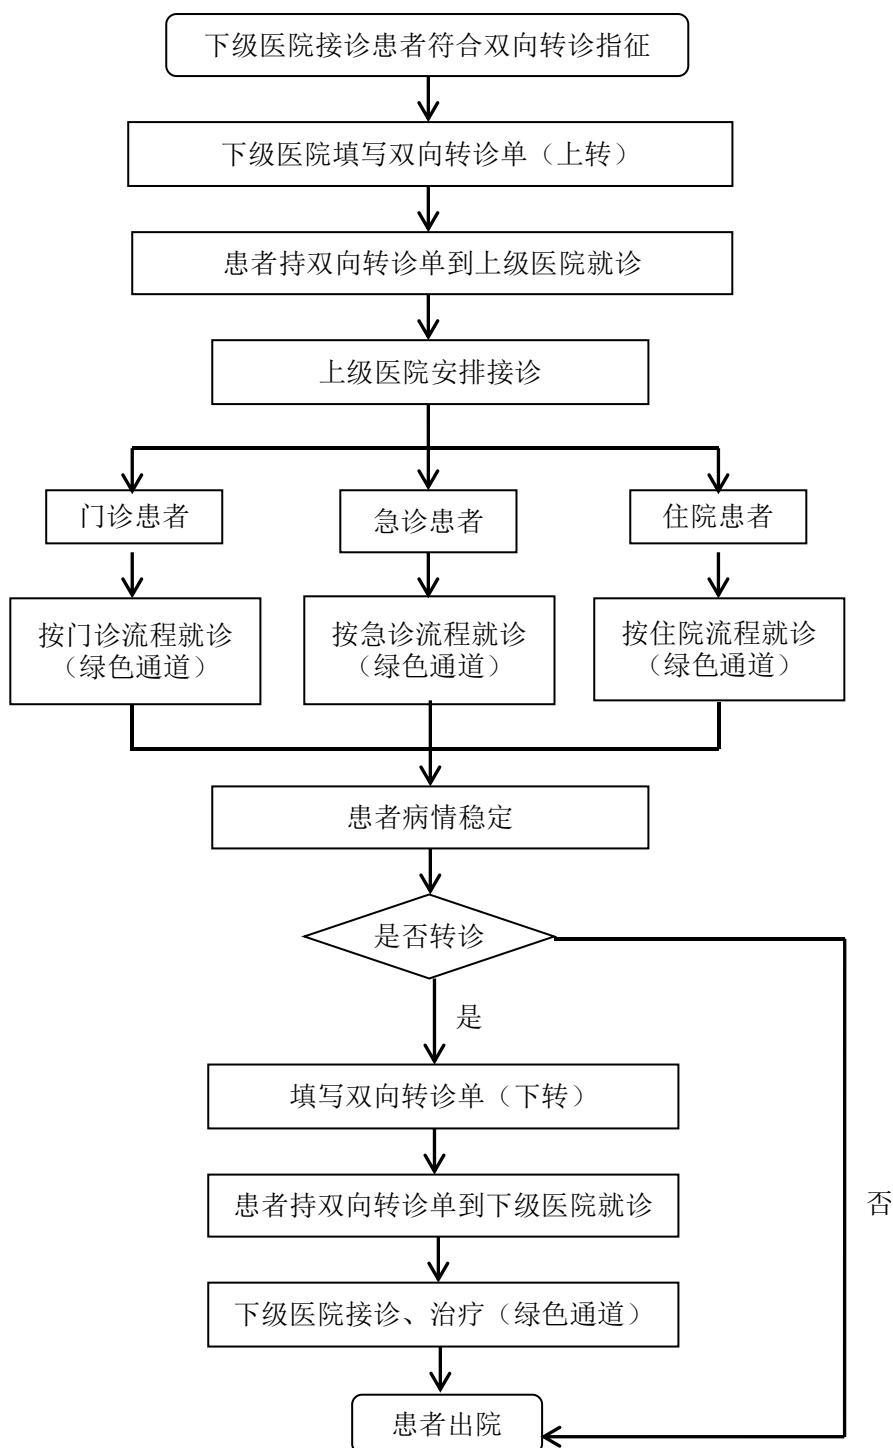 下级医院接诊患者符合双向转诊指征
下级医院填写双向转诊单（上转）
患者持双向转诊单到上级医院就诊
上级医院安排接诊
门诊患者
急诊患者
住院患者
按门诊流程就诊
（绿色通道）
按急诊流程就诊
（绿色通道）
按住院流程就诊
（绿色通道）
患者病情稳定
是否转诊
是
填写双向转诊单（下转）
患者持双向转诊单到下级医院就诊
否
下级医院接诊、治疗（绿色通道）
患者出院